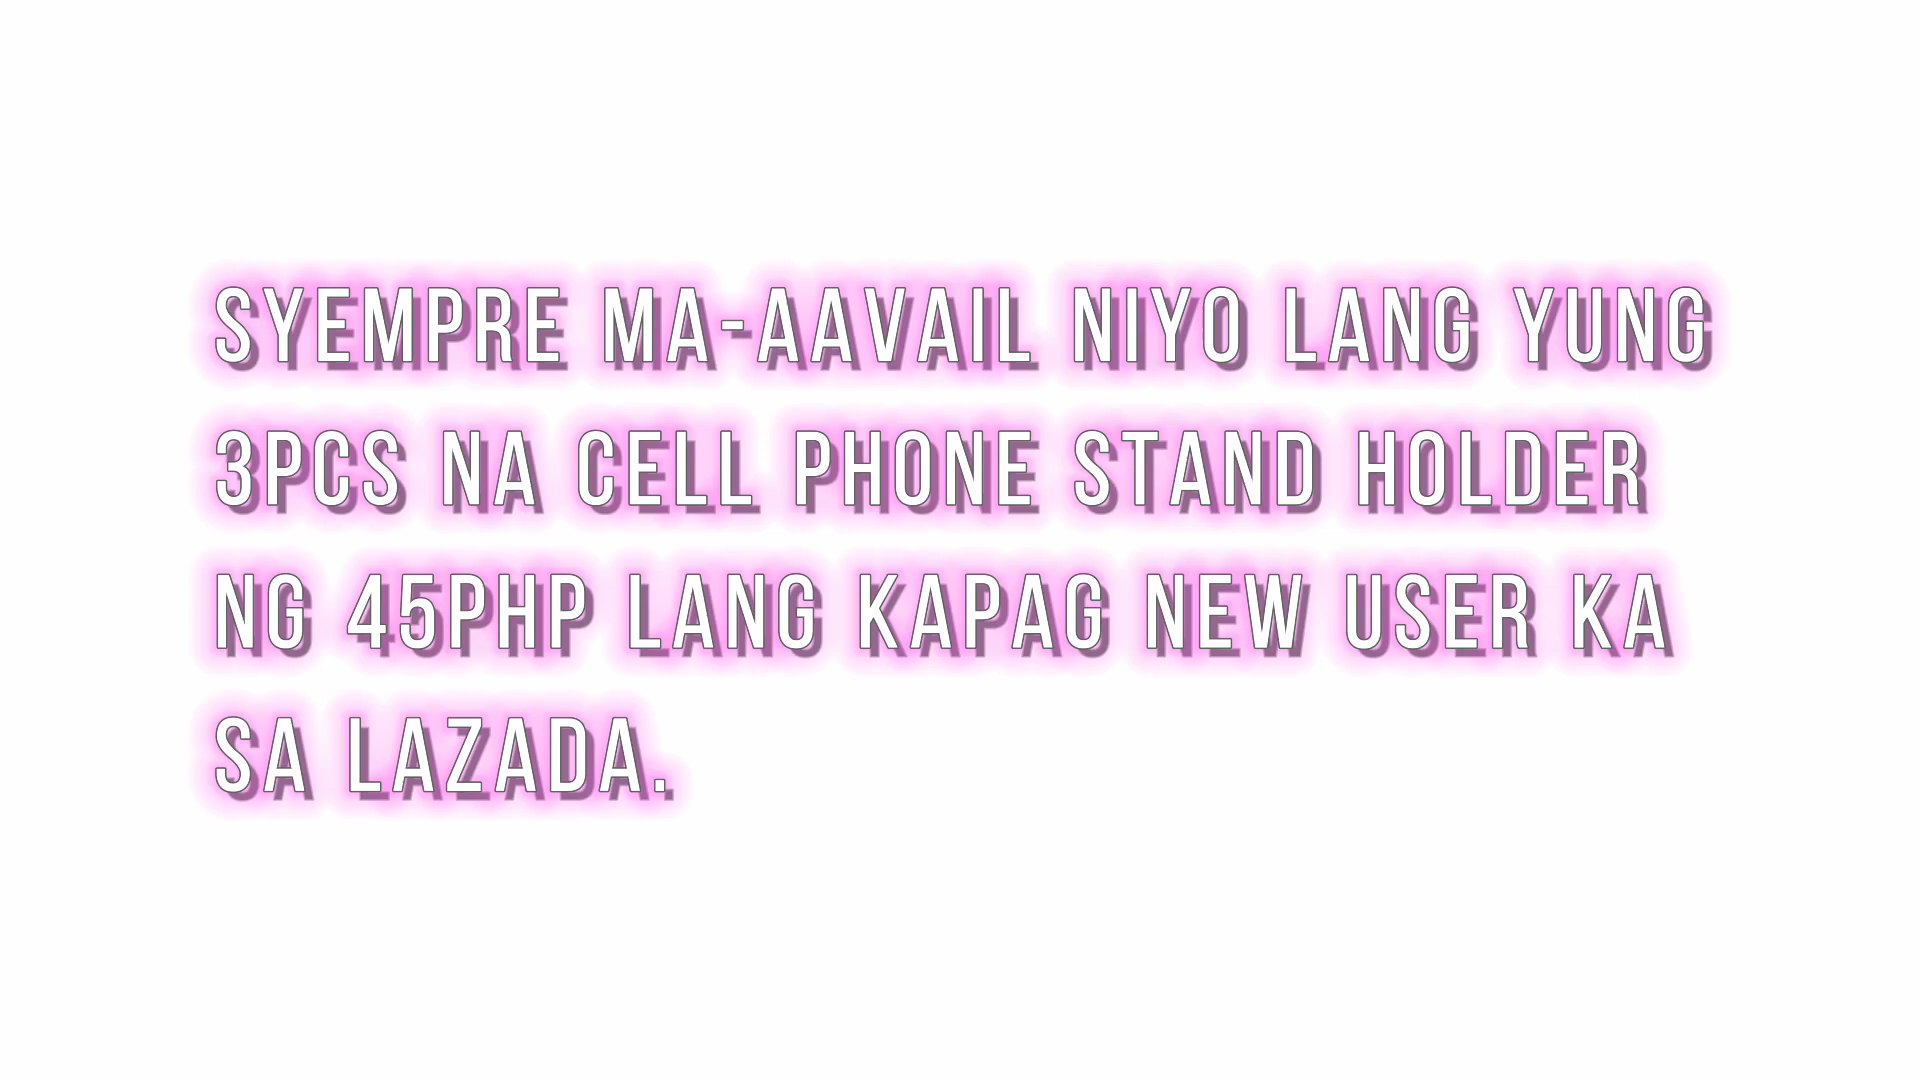 SYEMPRE MA-AAVAIL NIYO LANG YUNG
3PCS NA CELL PHONE STAND HOLDER
NG 45PHP LANG KAPAG NEW USER KA
SA LAZADA.